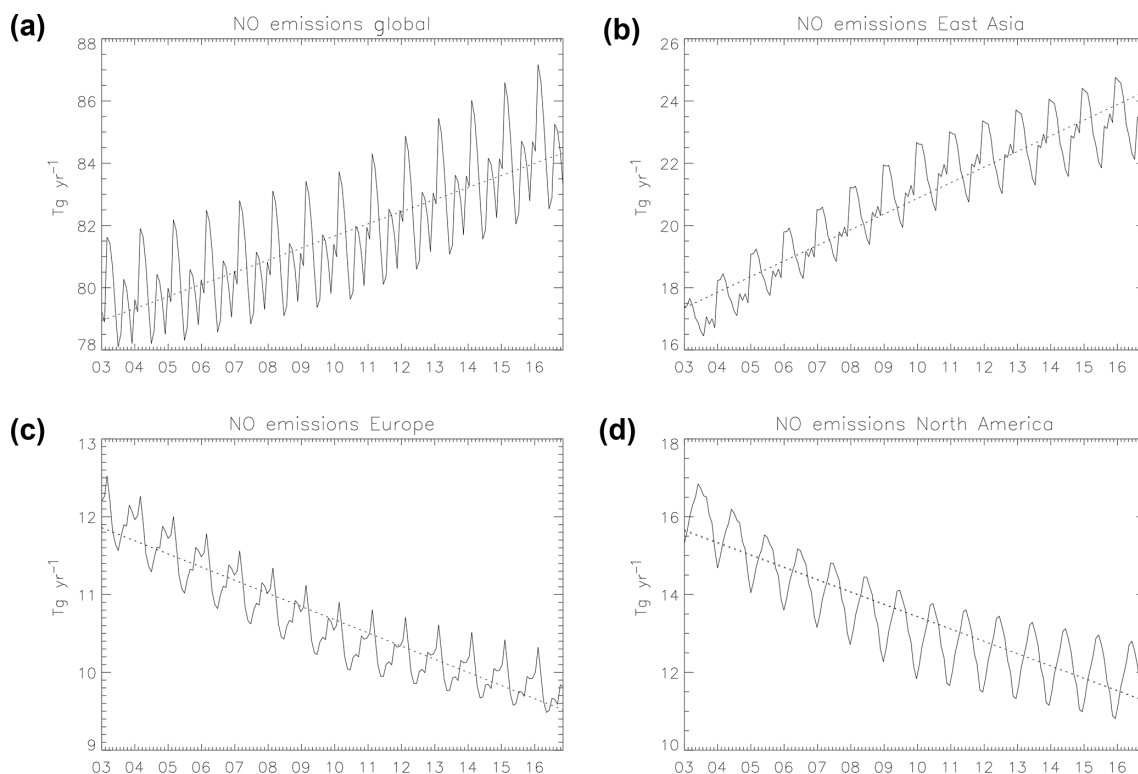 (a) NO emissions global
88
86
84
82
80
78
Tg yr⁻¹
03 04 05 06 07 08 09 10 11 12 13 14 15 16
(b) NO emissions East Asia
26
24
22
20
18
16
Tg yr⁻¹
03 04 05 06 07 08 09 10 11 12 13 14 15 16
(c) NO emissions Europe
13
12
11
10
9
Tg yr⁻¹
03 04 05 06 07 08 09 10 11 12 13 14 15 16
(d) NO emissions North America
18
16
14
12
10
Tg yr⁻¹
03 04 05 06 07 08 09 10 11 12 13 14 15 16